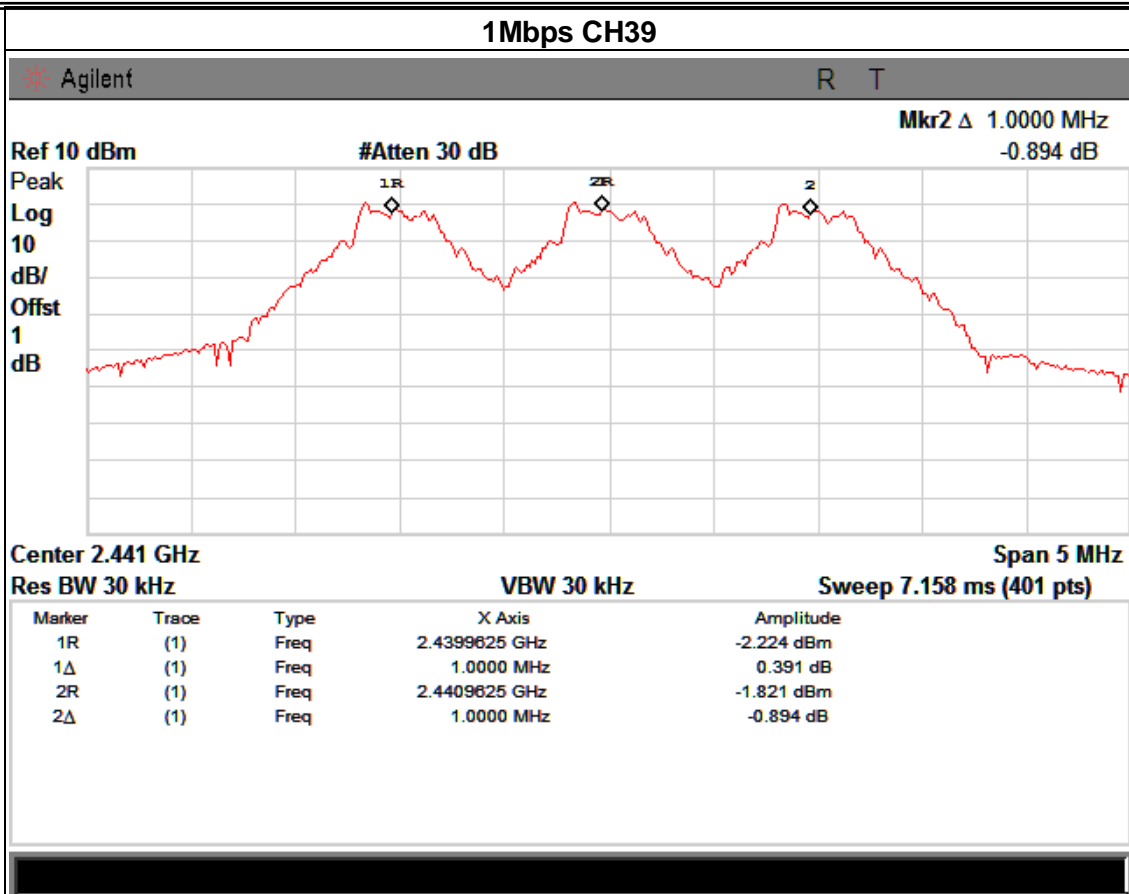 1Mbps CH39
Agilent R T
Mkr2 Δ 1.0000 MHz
Ref 10 dBm #Atten 30 dB -0.894 dB
Peak
Log
10
dB/
Offst
1
dB
1R 2R 2
Center 2.441 GHz Span 5 MHz
Res BW 30 kHz VBW 30 kHz Sweep 7.158 ms (401 pts)
Marker Trace Type X Axis Amplitude
1R (1) Freq 2.4399625 GHz -2.224 dBm
1Δ (1) Freq 1.0000 MHz 0.391 dB
2R (1) Freq 2.4409625 GHz -1.821 dBm
2Δ (1) Freq 1.0000 MHz -0.894 dB